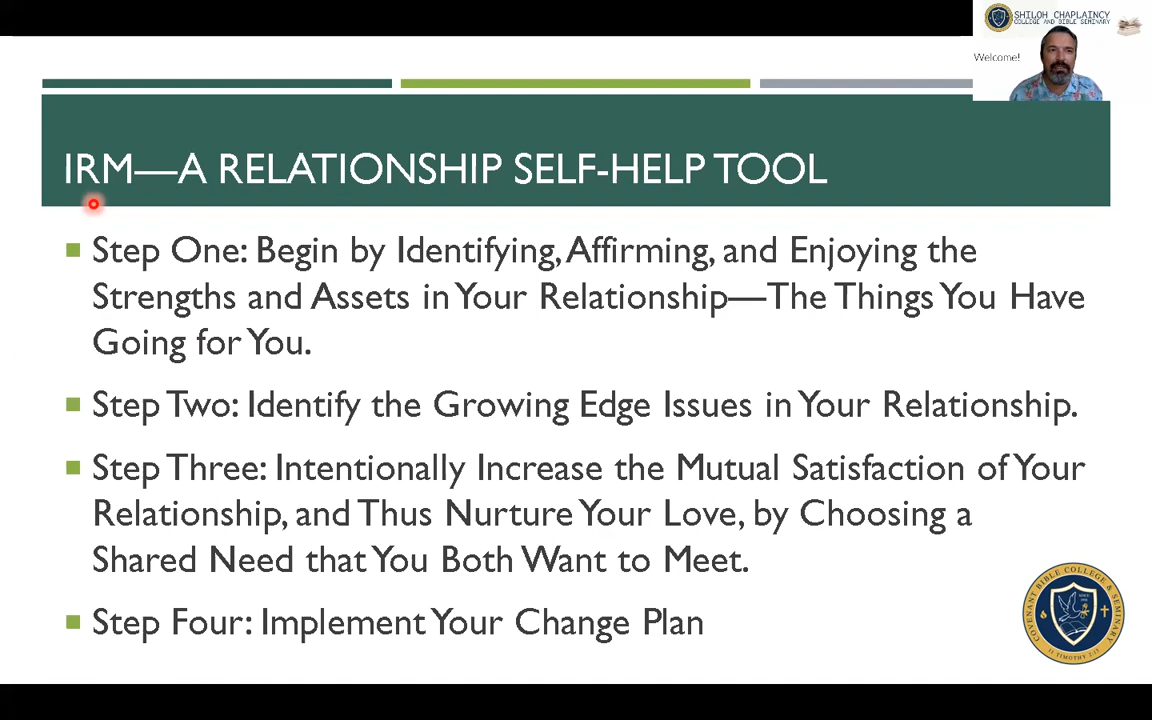 SHILOH CHAPLAINCY
COLLEGE AND BIBLE SEMINARY
Welcome!
IRM—A RELATIONSHIP SELF-HELP TOOL
Step One: Begin by Identifying, Affirming, and Enjoying the
Strengths and Assets in Your Relationship—The Things You Have
Going for You.
Step Two: Identify the Growing Edge Issues in Your Relationship.
Step Three: Intentionally Increase the Mutual Satisfaction of Your
Relationship, and Thus Nurture Your Love, by Choosing a
Shared Need that You Both Want to Meet.
Step Four: Implement Your Change Plan
COVENANT BIBLE COLLEGE & SEMINARY